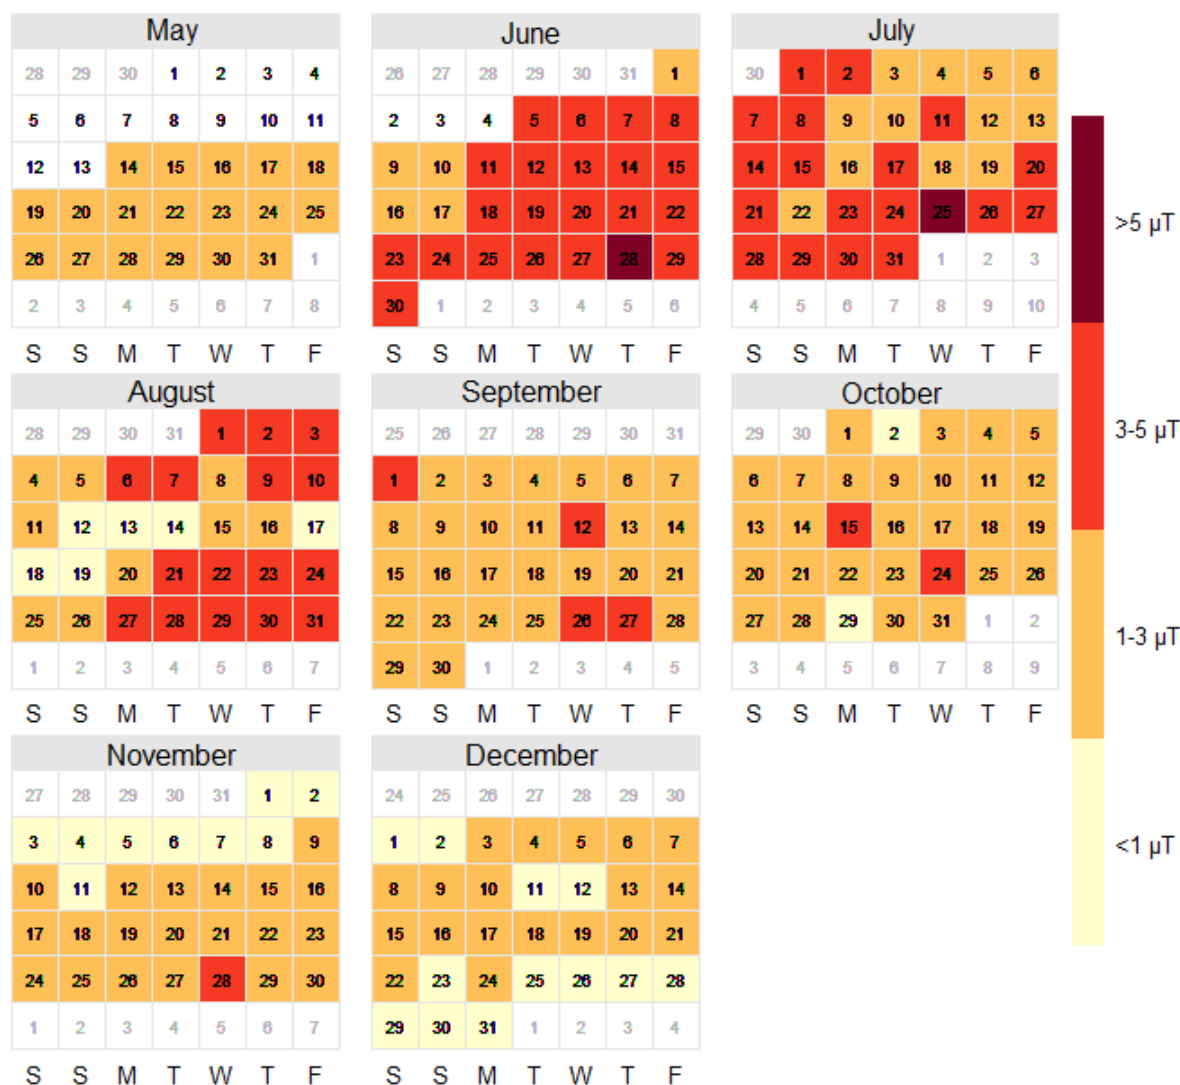 May
28 29 30 1 2 3 4
5 6 7 8 9 10 11
12 13 14 15 16 17 18
19 20 21 22 23 24 25
26 27 28 29 30 31 1
2 3 4 5 6 7 8
S S M T W T F
June
26 27 28 29 30 31 1
2 3 4 5 6 7 8
9 10 11 12 13 14 15
16 17 18 19 20 21 22
23 24 25 26 27 28 29
30 1 2 3 4 5 6
S S M T W T F
July
30 1 2 3 4 5 6
7 8 9 10 11 12 13
14 15 16 17 18 19 20
21 22 23 24 25 26 27
28 29 30 31 1 2 3
4 5 6 7 8 9 10
S S M T W T F
August
28 29 30 31 1 2 3
4 5 6 7 8 9 10
11 12 13 14 15 16 17
18 19 20 21 22 23 24
25 26 27 28 29 30 31
1 2 3 4 5 6 7
S S M T W T F
September
25 26 27 28 29 30 31
1 2 3 4 5 6 7
8 9 10 11 12 13 14
15 16 17 18 19 20 21
22 23 24 25 26 27 28
29 30 1 2 3 4 5
S S M T W T F
October
29 30 1 2 3 4 5
6 7 8 9 10 11 12
13 14 15 16 17 18 19
20 21 22 23 24 25 26
27 28 29 30 31 1 2
3 4 5 6 7 8 9
S S M T W T F
November
27 28 29 30 31 1 2
3 4 5 6 7 8 9
10 11 12 13 14 15 16
17 18 19 20 21 22 23
24 25 26 27 28 29 30
1 2 3 4 5 6 7
S S M T W T F
December
24 25 26 27 28 29 30
1 2 3 4 5 6 7
8 9 10 11 12 13 14
15 16 17 18 19 20 21
22 23 24 25 26 27 28
29 30 31 1 2 3 4
S S M T W T F
>5 µT
3-5 µT
1-3 µT
<1 µT